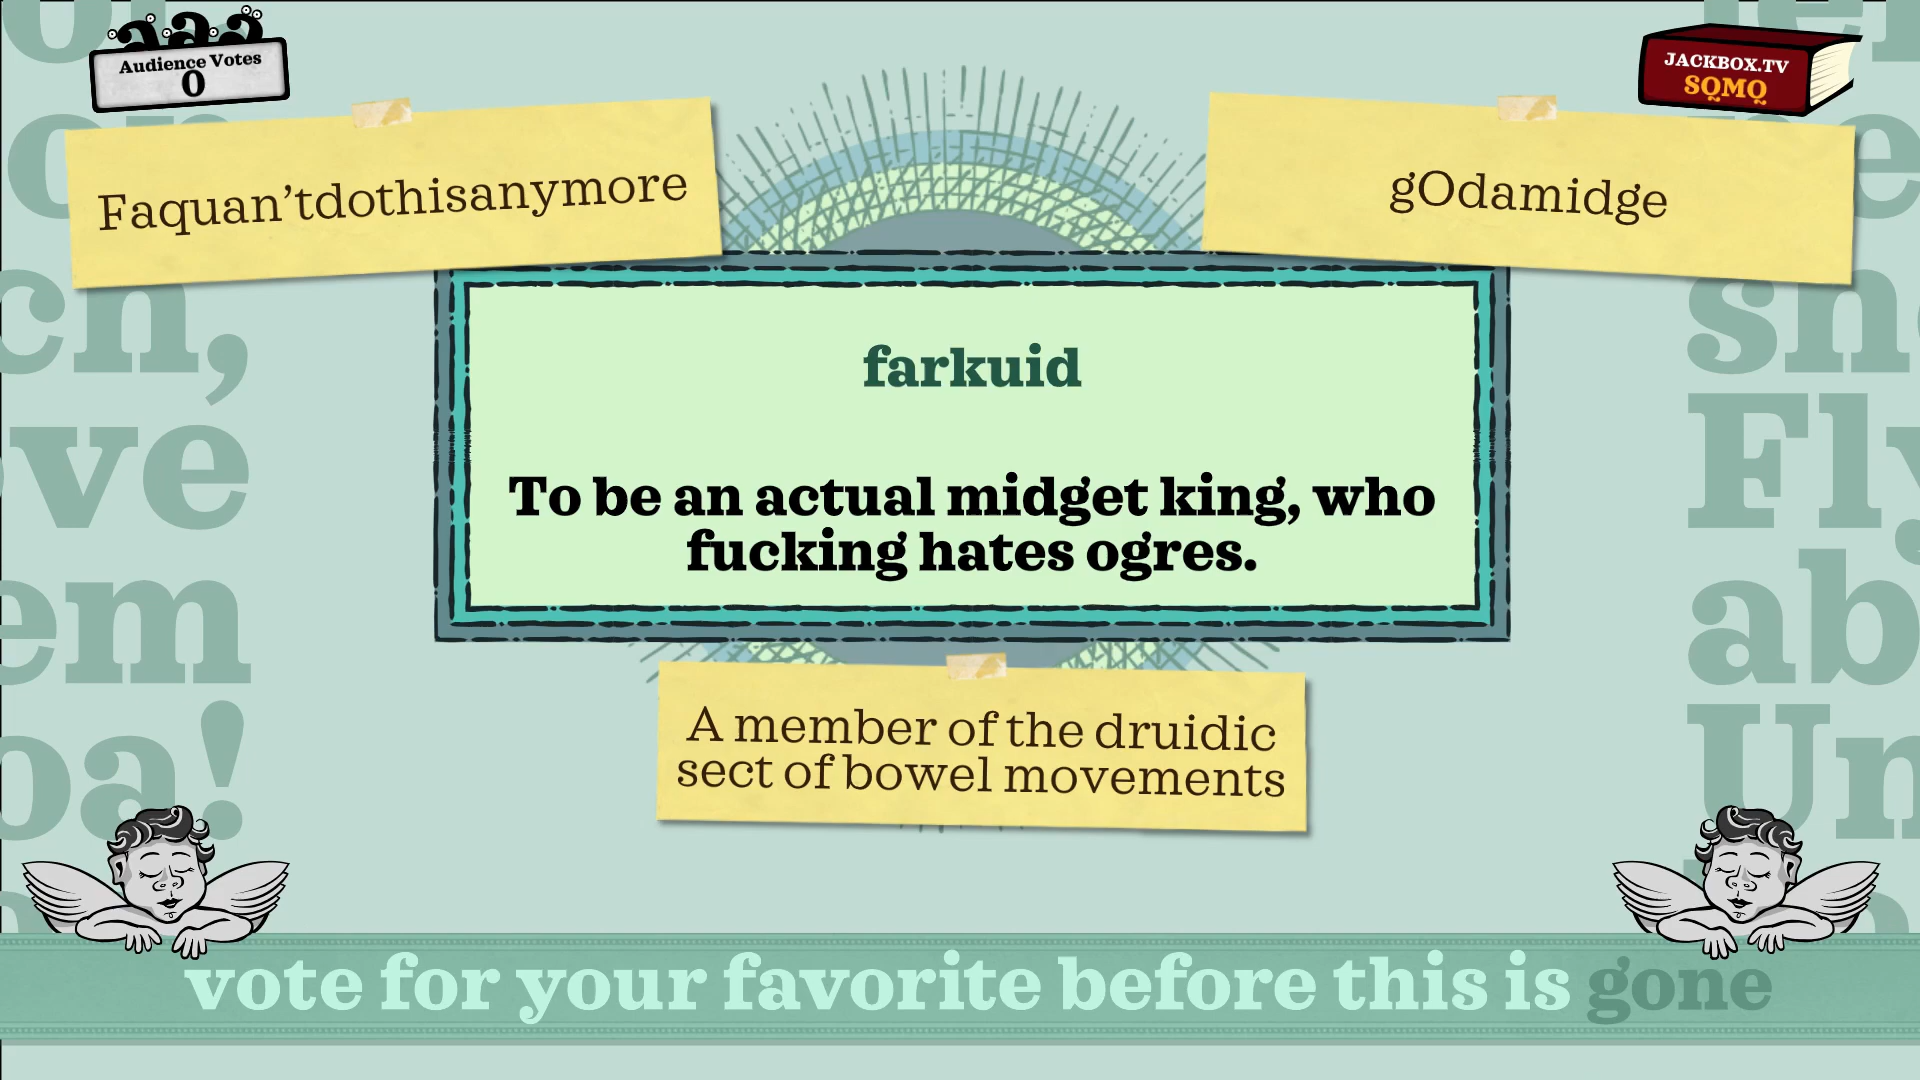 Audience Votes
0
JACKBOX.TV
SQMQ
Faquan’tdothisanymore
gOdamidge
farkuid
To be an actual midget king, who
fucking hates ogres.
A member of the druidic
sect of bowel movements
vote for your favorite before this is gone